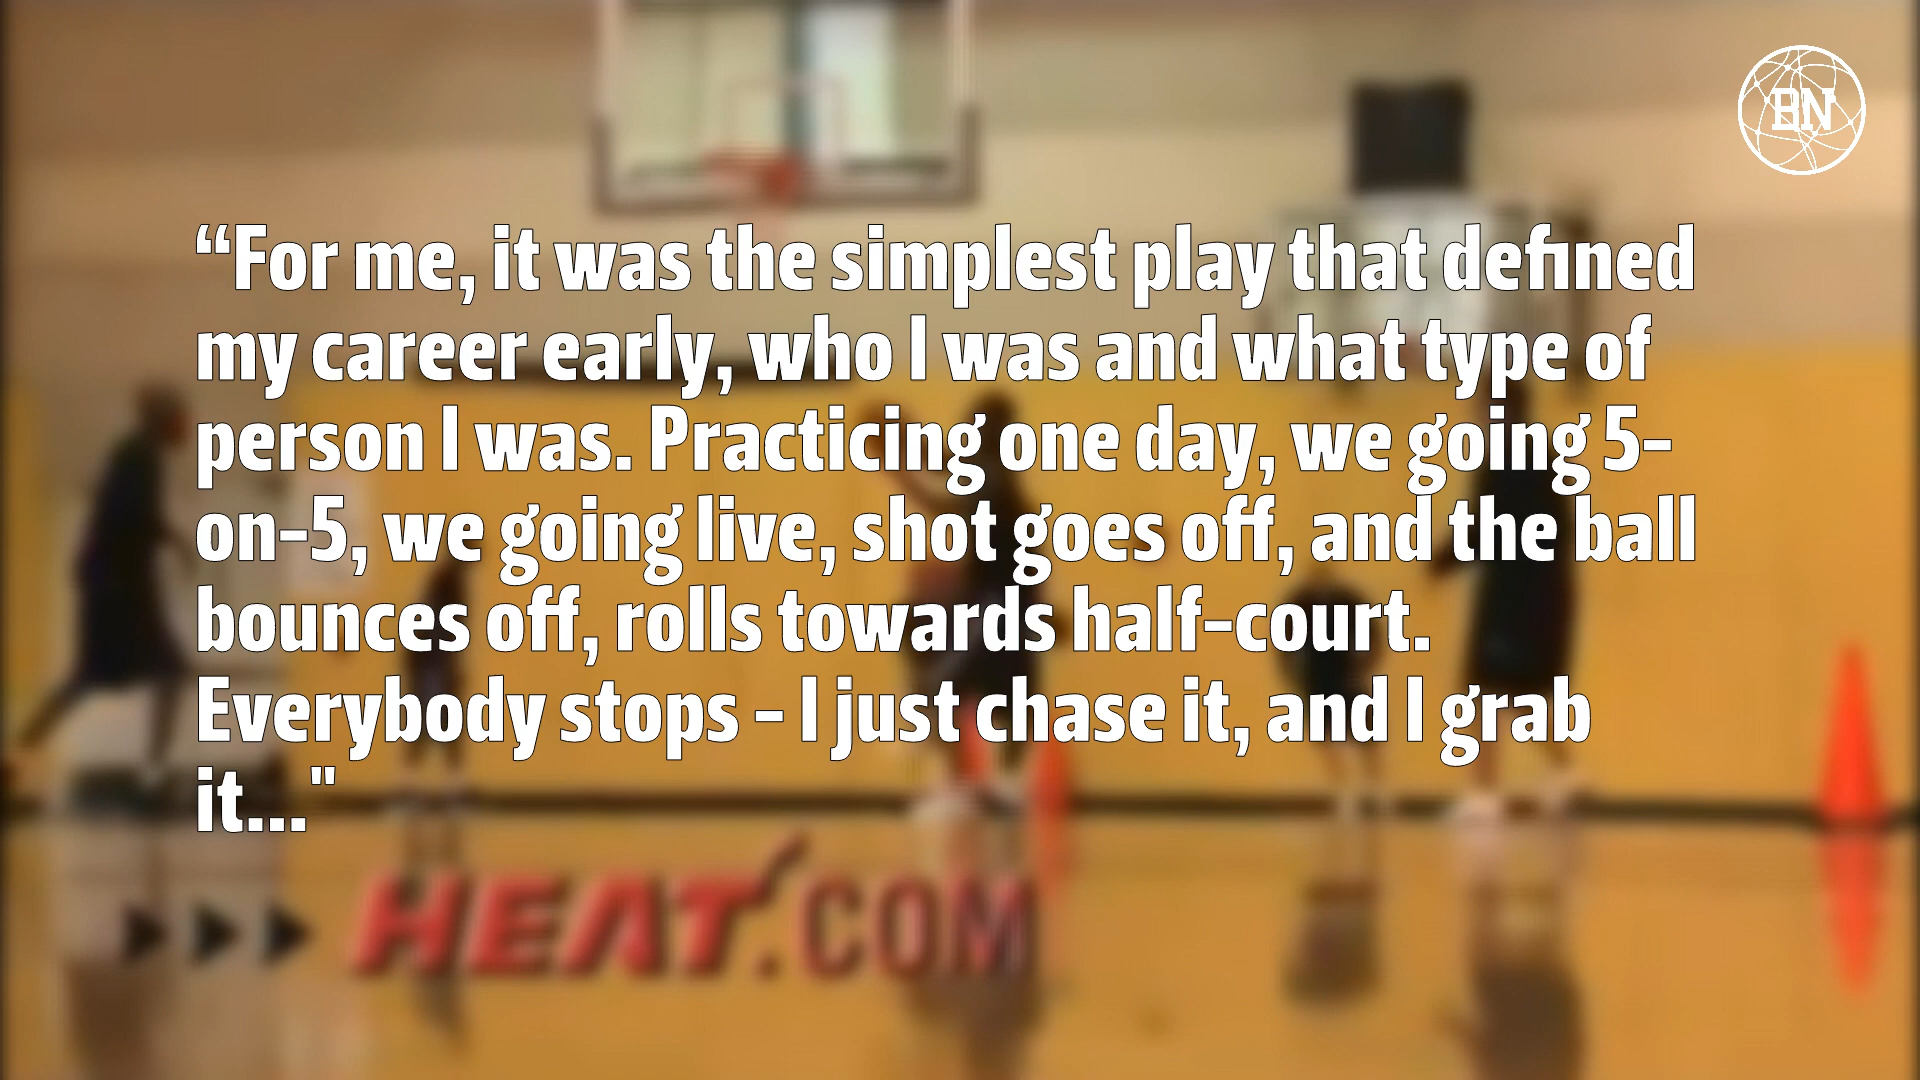 BN
“For me, it was the simplest play that defined
my career early, who I was and what type of
person I was. Practicing one day, we going 5-
on-5, we going live, shot goes off, and the ball
bounces off, rolls towards half-court.
Everybody stops - I just chase it, and I grab
it..."
HEAT.COM